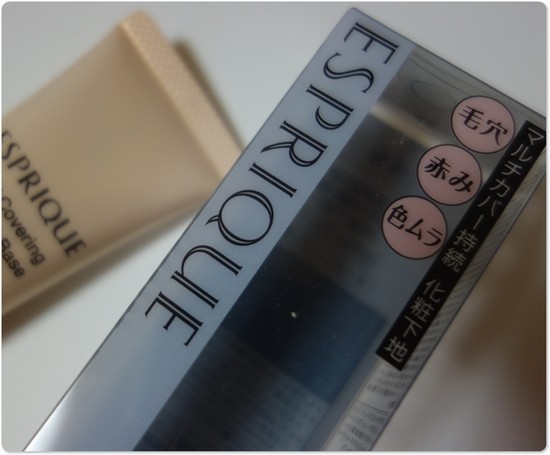 ESPRIQUE
毛穴
赤み
色ムラ
マルチカバー 持続 化粧下地
ESPRIQUE
Covering
Base